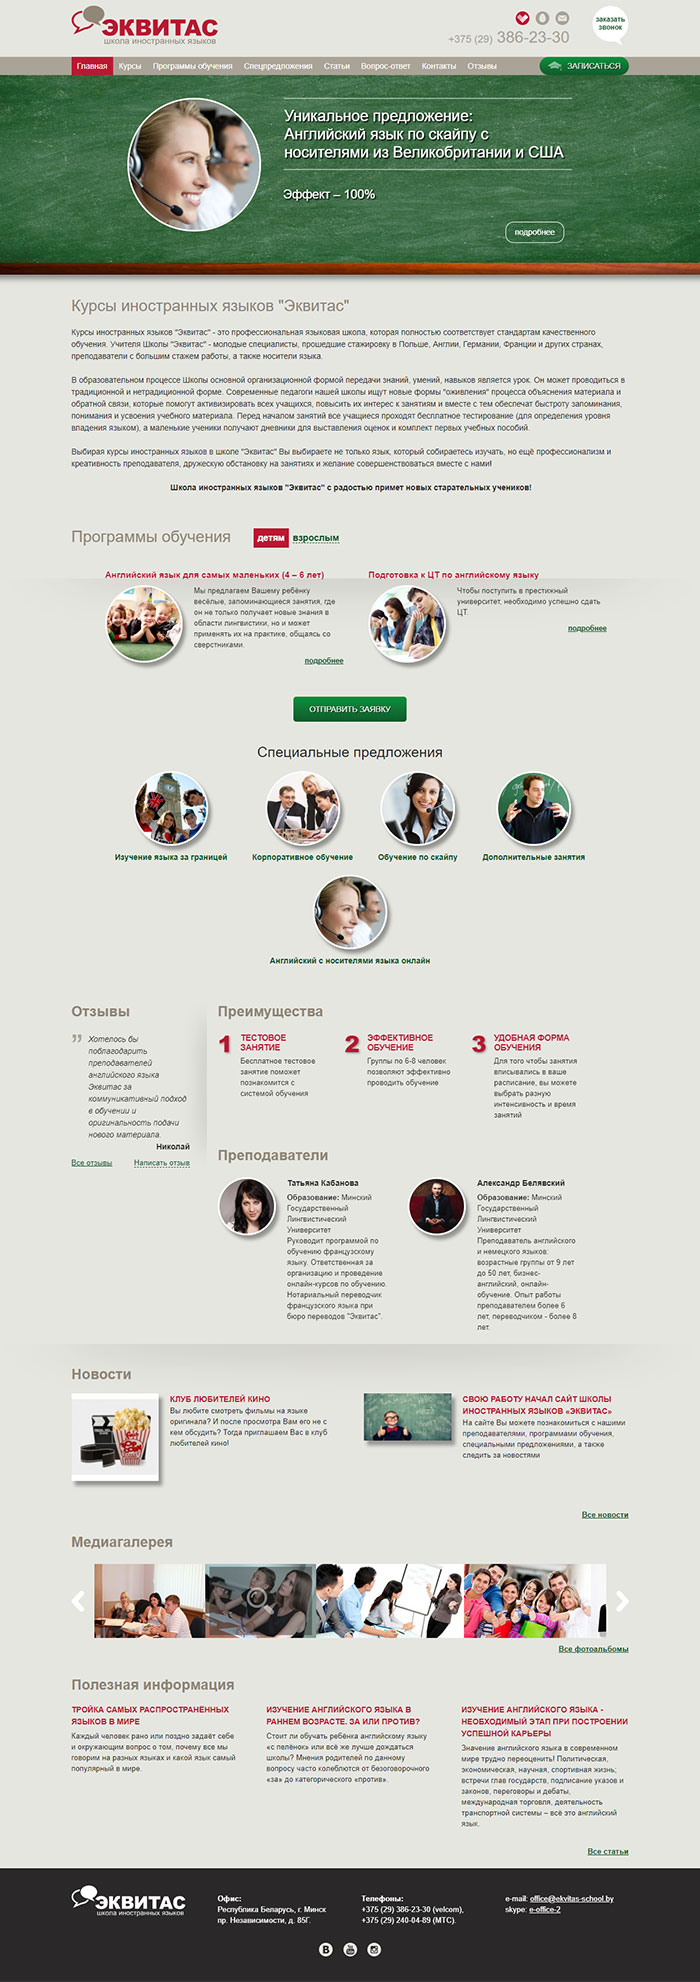 ЭКВИТАС
школа иностранных языков
+375 (29) 386-23-30
заказать
звонок
Главная Курсы Программы обучения Спецпредложения Статьи Вопрос-ответ Контакты Отзывы
ЗАПИСАТЬСЯ
Уникальное предложение:
Английский язык по скайпу с
носителями из Великобритании и США
Эффект – 100%
подробнее
Курсы иностранных языков "Эквитас"
Курсы иностранных языков "Эквитас" - это профессиональная языковая школа, которая полностью соответствует стандартам качественного
обучения. Учителя Школы "Эквитас" - молодые специалисты, прошедшие стажировку в Польше, Англии, Германии, Франции и других странах,
преподаватели с большим стажем работы, а также носители языка.
В образовательном процессе Школы основной организационной формой передачи знаний, умений, навыков является урок. Он может проводиться в
традиционной и нетрадиционной форме. Современные педагоги нашей школы ищут новые формы "оживления" процесса объяснения материала и
обратной связи, которые помогут активизировать всех учащихся, повысить их интерес к занятиям и вместе с тем обеспечат быстроту запоминания,
понимания и усвоения учебного материала. Перед началом занятий все учащиеся проходят бесплатное тестирование (для определения уровня
владения языком), а маленькие ученики получают дневники для выставления оценок и комплект первых учебных пособий.
Выбирая курсы иностранных языков в школе "Эквитас" Вы выбираете не только язык, который собираетесь изучать, но ещё профессионализм и
креативность преподавателя, дружескую обстановку на занятиях и желание совершенствоваться вместе с нами!
Школа иностранных языков "Эквитас" с радостью примет новых старательных учеников!
Программы обучения детям взрослым
Английский язык для самых маленьких (4 – 6 лет)
Мы предлагаем Вашему ребёнку
весёлые, запоминающиеся занятия, где
он не только получает новые знания в
области лингвистики, но и может
применять их на практике, общаясь со
сверстниками.
подробнее
Подготовка к ЦТ по английскому языку
Чтобы поступить в престижный
университет, необходимо успешно сдать
ЦТ.
подробнее
ОТПРАВИТЬ ЗАЯВКУ
Специальные предложения
Изучение языка за границей
Корпоративное обучение
Обучение по скайпу
Дополнительные занятия
Английский с носителями языка онлайн
Отзывы
Хотелось бы
поблагодарить
преподавателей
английского языка
Эквитас за
коммуникативный подход
в обучении и
оригинальность подачи
нового материала.
Николай
Все отзывы Написать отзыв
Преимущества
1 ТЕСТОВОЕ
ЗАНЯТИЕ
Бесплатное тестовое
занятие поможет
познакомится с
системой обучения
2 ЭФФЕКТИВНОЕ
ОБУЧЕНИЕ
Группы по 6-8 человек
позволяют эффективно
проводить обучение
3 УДОБНАЯ ФОРМА
ОБУЧЕНИЯ
Для того чтобы занятия
вписывались в ваше
расписание, вы можете
выбрать разную
интенсивность и время
занятий
Преподаватели
Татьяна Кабанова
Образование: Минский
Государственный
Лингвистический
Университет
Руководит программой по
обучению французскому
языку. Ответственная за
организацию и проведение
онлайн-курсов по обучению.
Нотариальный переводчик
французского языка при
бюро переводов "Эквитас".
Александр Белявский
Образование: Минский
Государственный
Лингвистический
Университет
Преподаватель английского
и немецкого языков:
возрастные группы от 9 лет
до 50 лет, бизнес-
английский, онлайн-
обучение. Опыт работы
преподавателем более 6
лет, переводчиком - более 8
лет.
Новости
КЛУБ ЛЮБИТЕЛЕЙ КИНО
Вы любите смотреть фильмы на языке
оригинала? И после просмотра Вам его не с
кем обсудить? Тогда приглашаем Вас в клуб
любителей кино!
СВОЮ РАБОТУ НАЧАЛ САЙТ ШКОЛЫ
ИНОСТРАННЫХ ЯЗЫКОВ «ЭКВИТАС»
На сайте Вы можете познакомиться с нашими
преподавателями, программами обучения,
специальными предложениями, а также
следить за новостями
Все новости
Медиагалерея
Все фотоальбомы
Полезная информация
ТРОЙКА САМЫХ РАСПРОСТРАНЁННЫХ
ЯЗЫКОВ В МИРЕ
Каждый человек рано или поздно задаёт себе
и окружающим вопрос о том, почему все мы
говорим на разных языках и какой язык самый
популярный в мире.
ИЗУЧЕНИЕ АНГЛИЙСКОГО ЯЗЫКА В
РАННЕМ ВОЗРАСТЕ. ЗА ИЛИ ПРОТИВ?
Стоит ли обучать ребёнка английскому языку
«с пелёнок» или всё же лучше дождаться
школы? Мнения родителей по данному
вопросу часто колеблются от безоговорочного
«за» до категорического «против».
ИЗУЧЕНИЕ АНГЛИЙСКОГО ЯЗЫКА -
НЕОБХОДИМЫЙ ЭТАП ПРИ ПОСТРОЕНИИ
УСПЕШНОЙ КАРЬЕРЫ
Значение английского языка в современном
мире трудно переоценить! Политическая,
экономическая, научная, спортивная жизнь;
встречи глав государств, подписание указов и
законов, переговоры и дебаты,
международная торговля, деятельность
транспортной системы – всё это английский
язык.
Все статьи
ЭКВИТАС
школа иностранных языков
Офис:
Республика Беларусь, г. Минск
пр. Независимости, д. 85Г.
Телефоны:
+375 (29) 386-23-30 (velcom),
+375 (29) 240-04-89 (МТС).
e-mail: office@ekvitas-school.by
skype: e-office-2